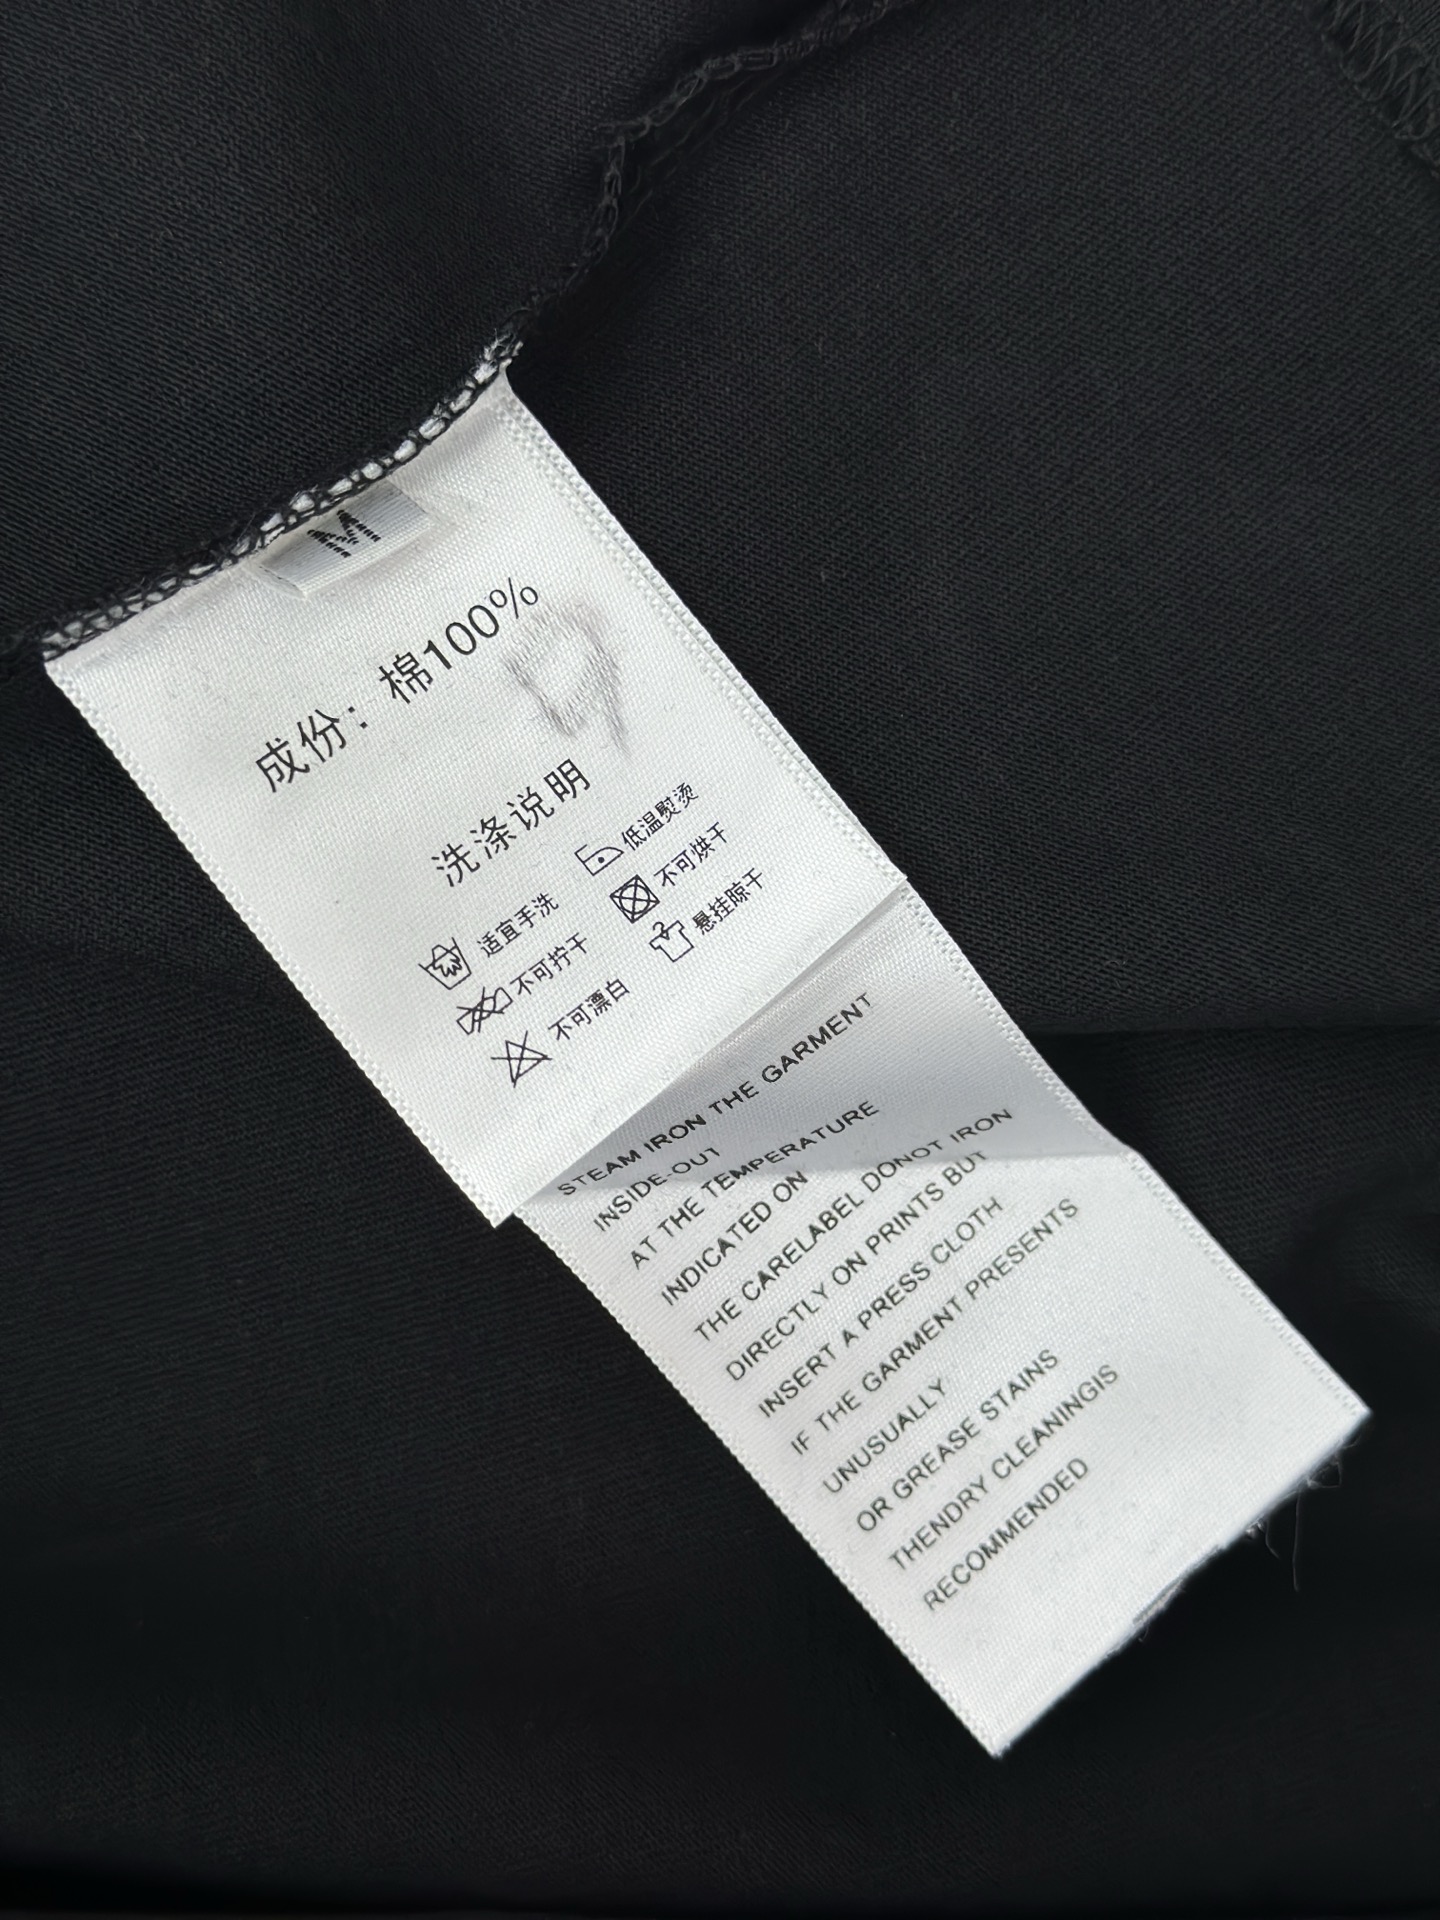 M
成份：棉100%
洗涤说明
适宜手洗
不可拧干
不可漂白
低温熨烫
不可烘干
悬挂晾干
STEAM IRON THE GARMENT
INSIDE-OUT
AT THE TEMPERATURE
INDICATED ON
THE CARELABEL DONOT IRON
DIRECTLY ON PRINTS BUT
INSERT A PRESS CLOTH
IF THE GARMENT PRESENTS
UNUSUALLY
OR GREASE STAINS
THENDRY CLEANINGIS
RECOMMENDED